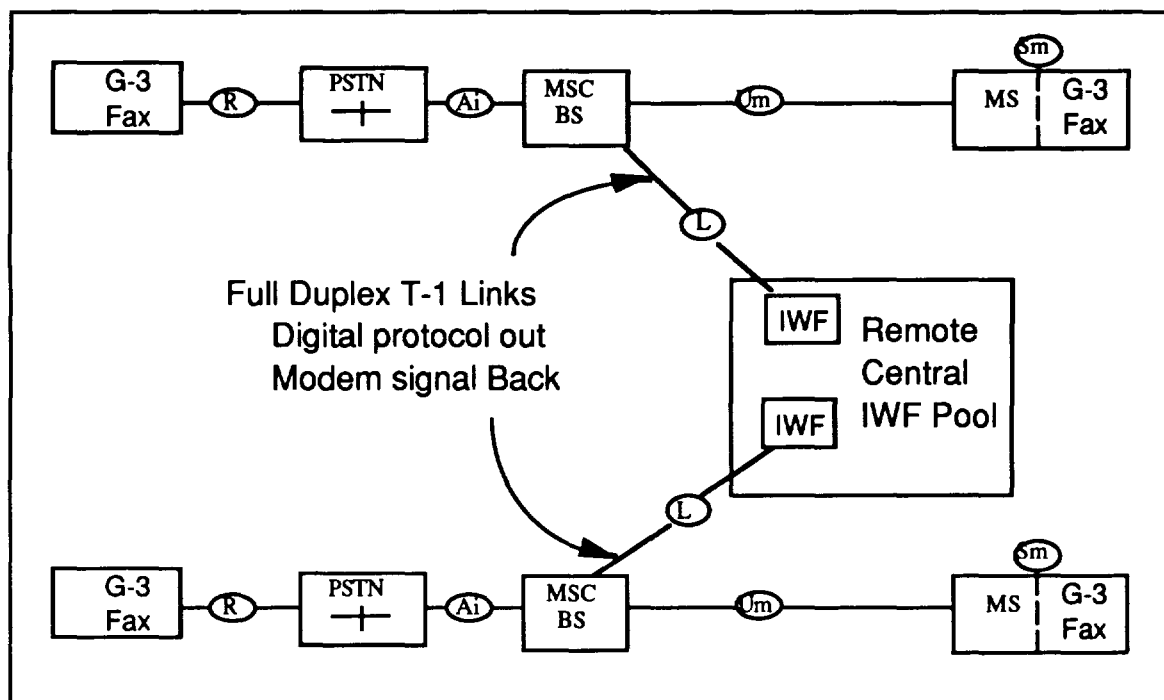 Sm
G-3
Fax
R
PSTN
Ai
MSC
BS
Um
MS
G-3
Fax
L
Full Duplex T-1 Links
Digital protocol out
Modem signal Back
IWF
Remote
Central
IWF Pool
IWF
L
Sm
G-3
Fax
R
PSTN
Ai
MSC
BS
Um
MS
G-3
Fax